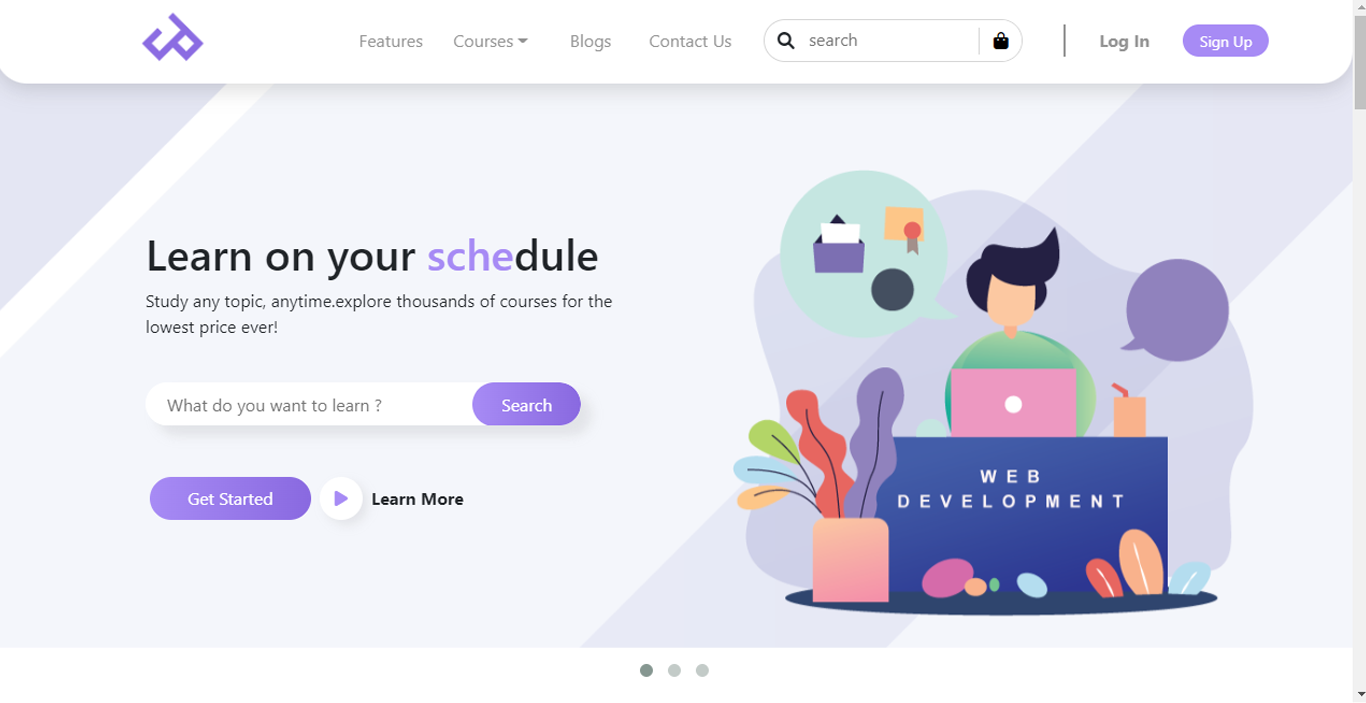 Features
Courses
Blogs
Contact Us
search
Log In
Sign Up
Learn on your schedule
Study any topic, anytime.explore thousands of courses for the
lowest price ever!
What do you want to learn ?
Search
Get Started
Learn More
WEB
DEVELOPMENT